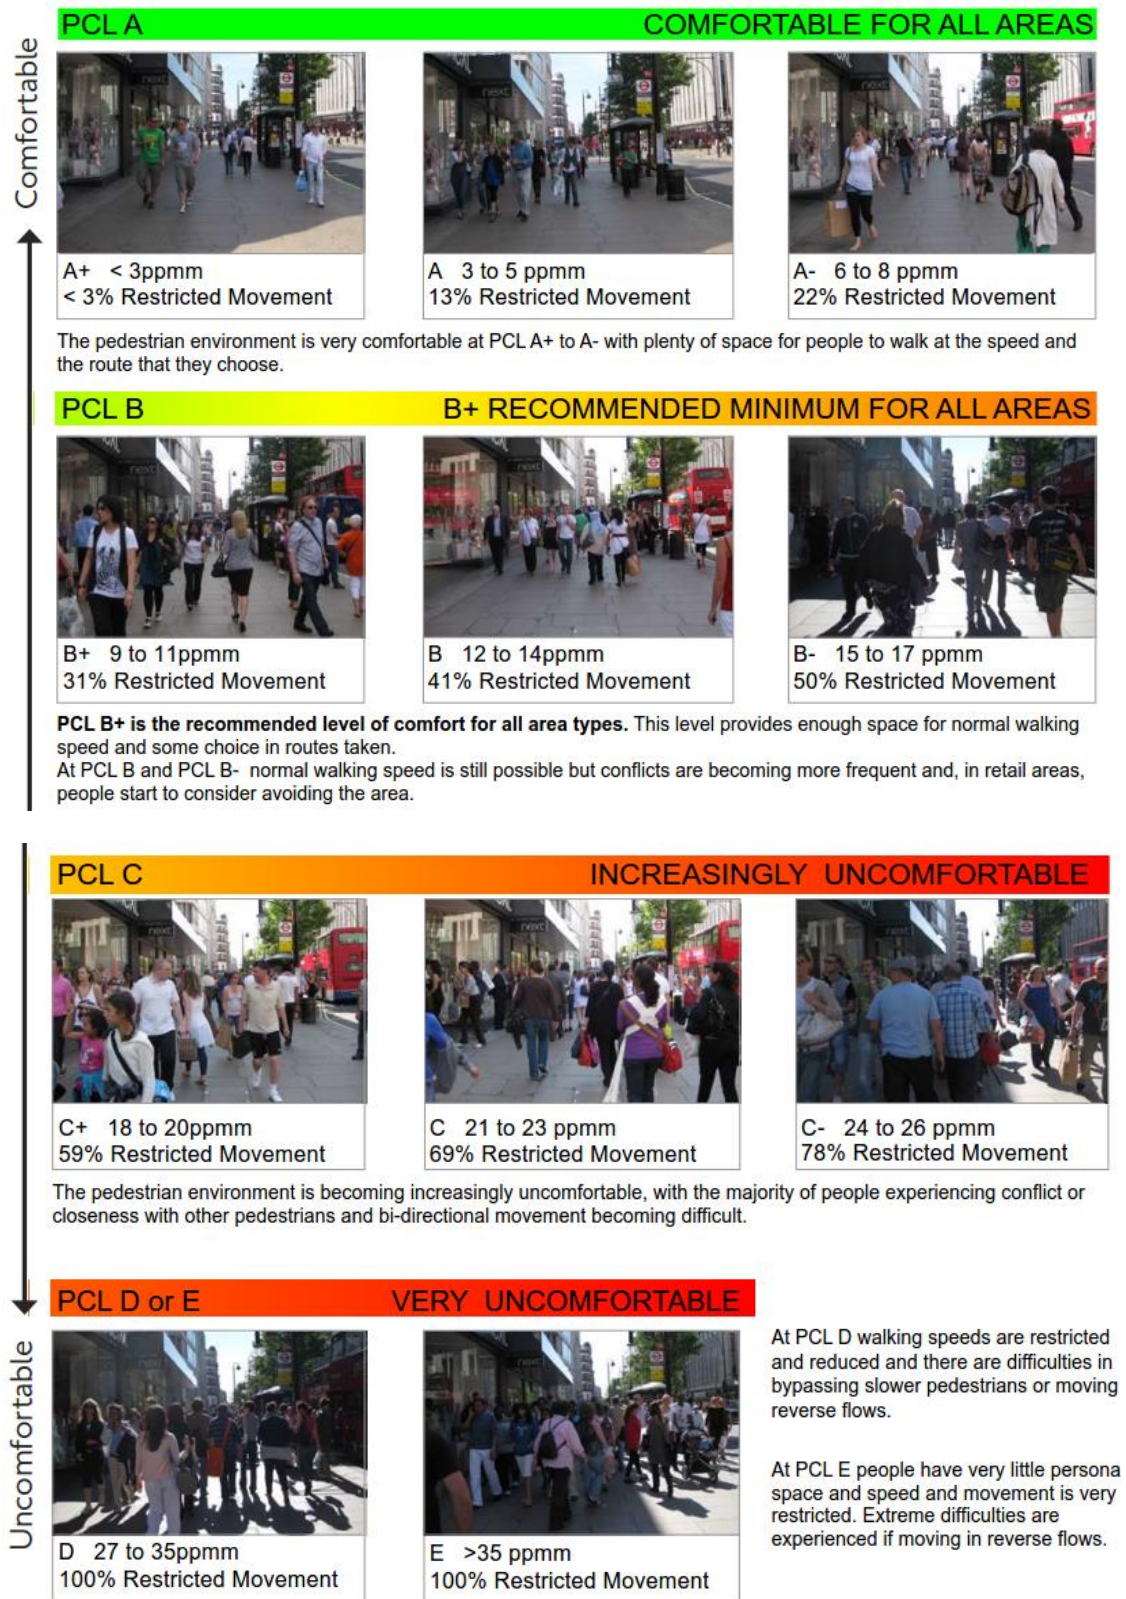 Comfortable
PCL A COMFORTABLE FOR ALL AREAS
next
next
A+ < 3ppmm
< 3% Restricted Movement
A 3 to 5 ppmm
13% Restricted Movement
A- 6 to 8 ppmm
22% Restricted Movement
The pedestrian environment is very comfortable at PCL A+ to A- with plenty of space for people to walk at the speed and
the route that they choose.
PCL B B+ RECOMMENDED MINIMUM FOR ALL AREAS
next
next
B+ 9 to 11ppmm
31% Restricted Movement
B 12 to 14ppmm
41% Restricted Movement
B- 15 to 17 ppmm
50% Restricted Movement
PCL B+ is the recommended level of comfort for all area types. This level provides enough space for normal walking
speed and some choice in routes taken.
At PCL B and PCL B- normal walking speed is still possible but conflicts are becoming more frequent and, in retail areas,
people start to consider avoiding the area.
PCL C INCREASINGLY UNCOMFORTABLE
next
next
C+ 18 to 20ppmm
59% Restricted Movement
C 21 to 23 ppmm
69% Restricted Movement
C- 24 to 26 ppmm
78% Restricted Movement
The pedestrian environment is becoming increasingly uncomfortable, with the majority of people experiencing conflict or
closeness with other pedestrians and bi-directional movement becoming difficult.
Uncomfortable
PCL D or E VERY UNCOMFORTABLE
D 27 to 35ppmm
100% Restricted Movement
E >35 ppmm
100% Restricted Movement
At PCL D walking speeds are restricted
and reduced and there are difficulties in
bypassing slower pedestrians or moving
reverse flows.
At PCL E people have very little persona
space and speed and movement is very
restricted. Extreme difficulties are
experienced if moving in reverse flows.